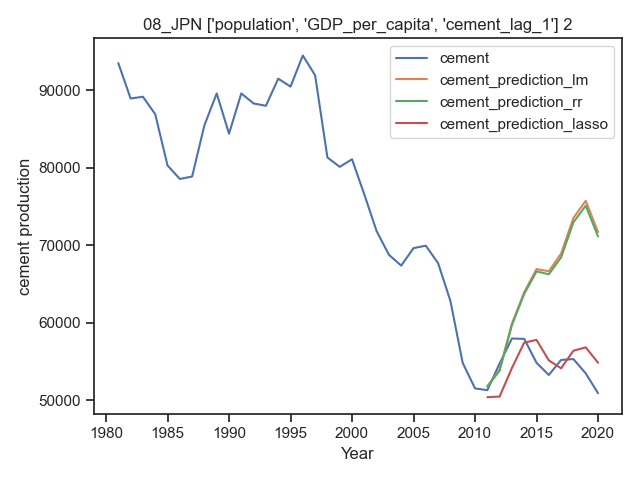 08_JPN ['population', 'GDP_per_capita', 'cement_lag_1'] 2
cement
cement_prediction_lm
cement_prediction_rr
cement_prediction_lasso
cement production
90000
80000
70000
60000
50000
1980 1985 1990 1995 2000 2005 2010 2015 2020
Year